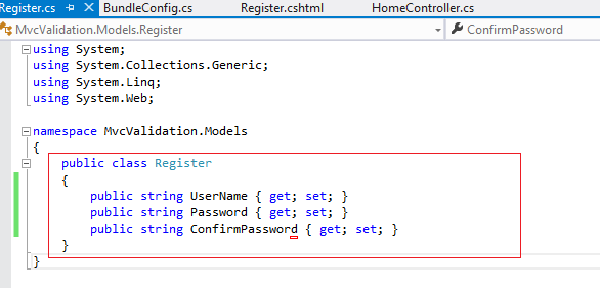 Register.cs BundleConfig.cs Register.cshtml HomeController.cs
MvcValidation.Models.Register ConfirmPassword
using System;
using System.Collections.Generic;
using System.Linq;
using System.Web;
namespace MvcValidation.Models
{
public class Register
{
public string UserName { get; set; }
public string Password { get; set; }
public string ConfirmPassword { get; set; }
}
}